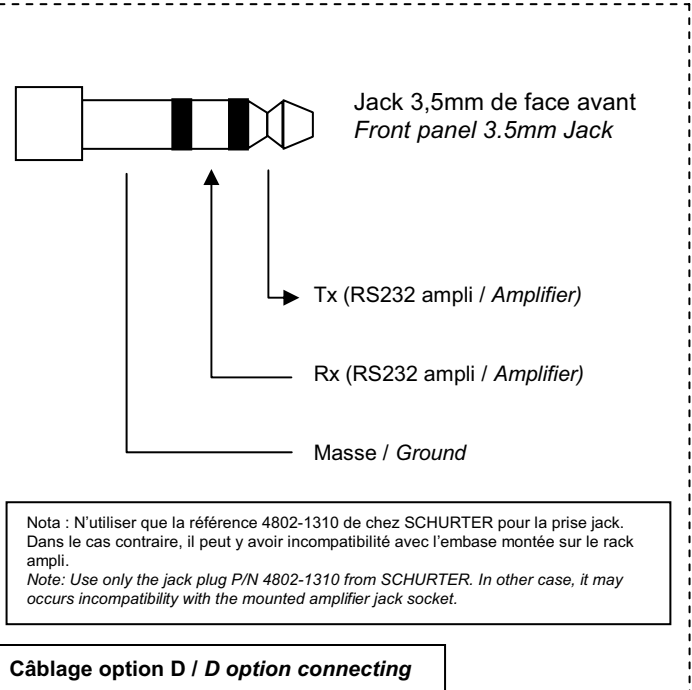 Jack 3,5mm de face avant
Front panel 3.5mm Jack
Tx (RS232 ampli / Amplifier)
Rx (RS232 ampli / Amplifier)
Masse / Ground
Nota : N’utiliser que la référence 4802-1310 de chez SCHURTER pour la prise jack.
Dans le cas contraire, il peut y avoir incompatibilité avec l’embase montée sur le rack
ampli.
Note: Use only the jack plug P/N 4802-1310 from SCHURTER. In other case, it may
occurs incompatibility with the mounted amplifier jack socket.
Câblage option D / D option connecting